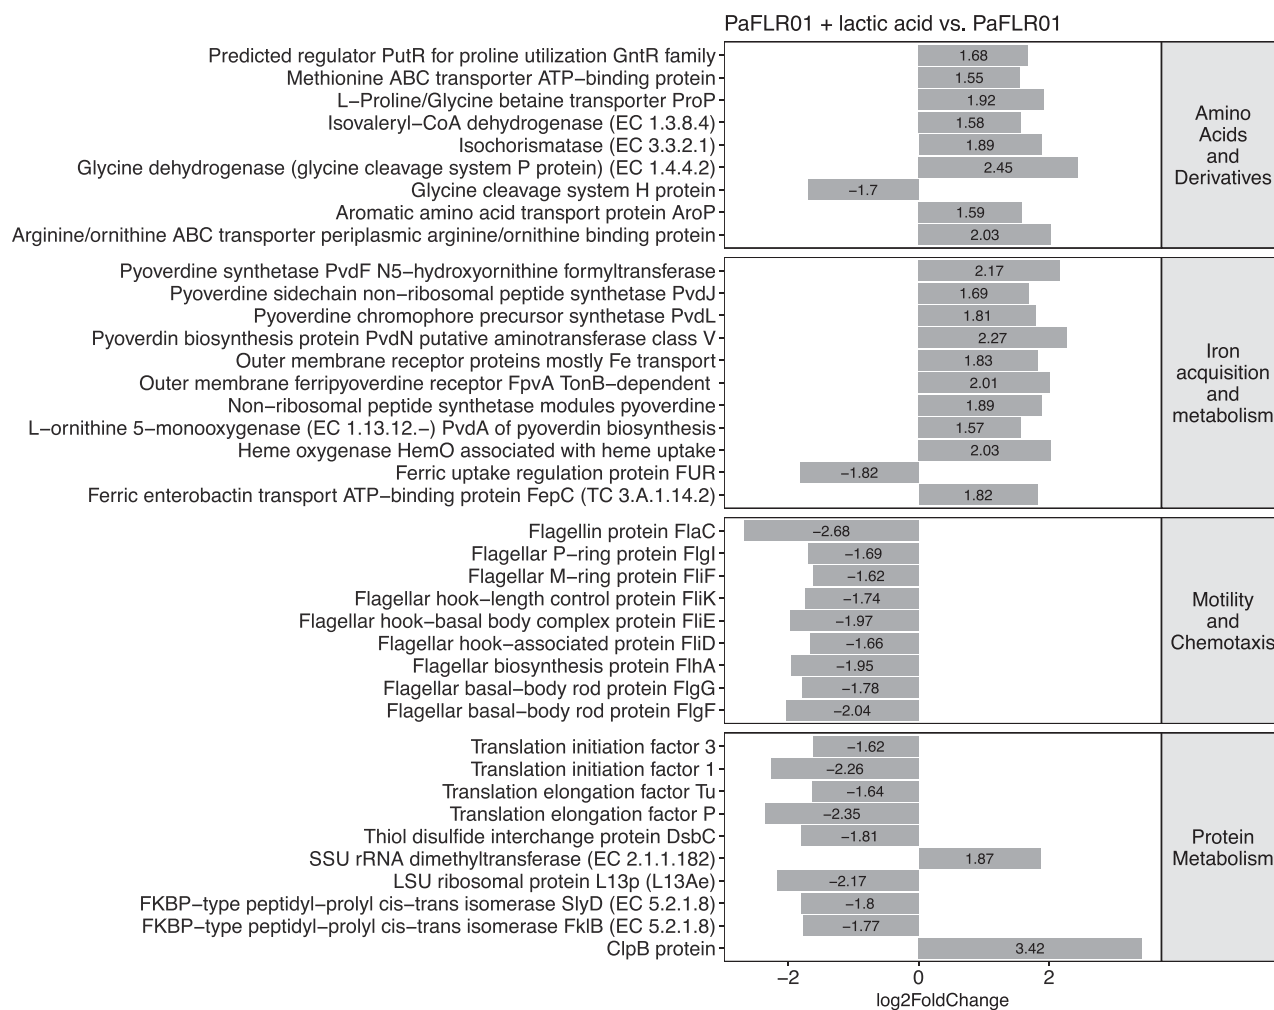 PaFLR01 + lactic acid vs. PaFLR01
Predicted regulator PutR for proline utilization GntR family 1.68
Methionine ABC transporter ATP−binding protein 1.55
L−Proline/Glycine betaine transporter ProP 1.92
Isovaleryl−CoA dehydrogenase (EC 1.3.8.4) 1.58
Isochorismatase (EC 3.3.2.1) 1.89
Glycine dehydrogenase (glycine cleavage system P protein) (EC 1.4.4.2) 2.45
Glycine cleavage system H protein −1.7
Aromatic amino acid transport protein AroP 1.59
Arginine/ornithine ABC transporter periplasmic arginine/ornithine binding protein 2.03
Amino
Acids
and
Derivatives
Pyoverdine synthetase PvdF N5−hydroxyornithine formyltransferase 2.17
Pyoverdine sidechain non−ribosomal peptide synthetase PvdJ 1.69
Pyoverdine chromophore precursor synthetase PvdL 1.81
Pyoverdin biosynthesis protein PvdN putative aminotransferase class V 2.27
Outer membrane receptor proteins mostly Fe transport 1.83
Outer membrane ferripyoverdine receptor FpvA TonB−dependent 2.01
Non−ribosomal peptide synthetase modules pyoverdine 1.89
L−ornithine 5−monooxygenase (EC 1.13.12.−) PvdA of pyoverdin biosynthesis 1.57
Heme oxygenase HemO associated with heme uptake 2.03
Ferric uptake regulation protein FUR −1.82
Ferric enterobactin transport ATP−binding protein FepC (TC 3.A.1.14.2) 1.82
Iron
acquisition
and
metabolism
Flagellin protein FlaC −2.68
Flagellar P−ring protein FlgI −1.69
Flagellar M−ring protein FliF −1.62
Flagellar hook−length control protein FliK −1.74
Flagellar hook−basal body complex protein FliE −1.97
Flagellar hook−associated protein FliD −1.66
Flagellar biosynthesis protein FlhA −1.95
Flagellar basal−body rod protein FlgG −1.78
Flagellar basal−body rod protein FlgF −2.04
Motility
and
Chemotaxis
Translation initiation factor 3 −1.62
Translation initiation factor 1 −2.26
Translation elongation factor Tu −1.64
Translation elongation factor P −2.35
Thiol disulfide interchange protein DsbC −1.81
SSU rRNA dimethyltransferase (EC 2.1.1.182) 1.87
LSU ribosomal protein L13p (L13Ae) −2.17
FKBP−type peptidyl−prolyl cis−trans isomerase SlyD (EC 5.2.1.8) −1.8
FKBP−type peptidyl−prolyl cis−trans isomerase FklB (EC 5.2.1.8) −1.77
ClpB protein 3.42
Protein
Metabolism
−2 0 2
log2FoldChange